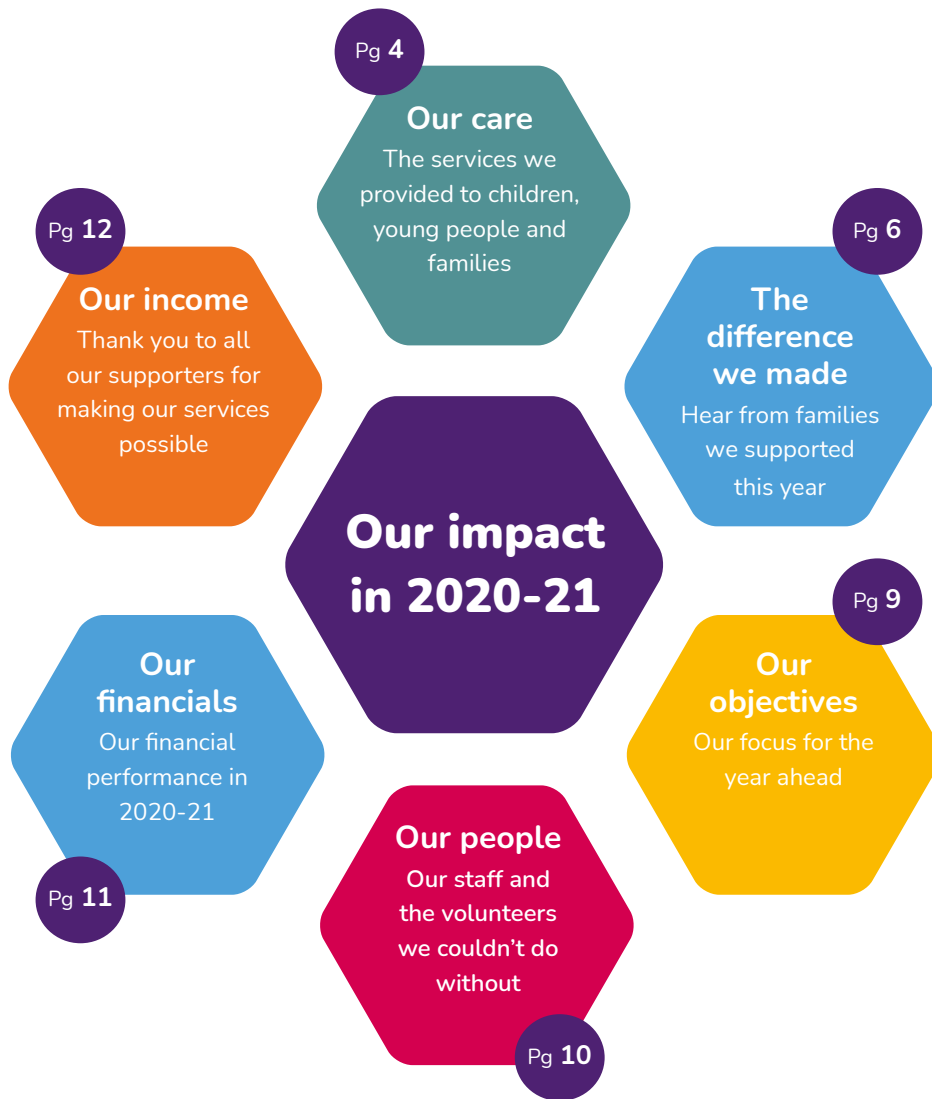 Pg 4
Our care
The services we
provided to children,
young people and
families
Pg 6
The
difference
we made
Hear from families
we supported
this year
Pg 9
Our
objectives
Our focus for the
year ahead
Our people
Our staff and
the volunteers
we couldn’t do
without
Pg 10
Our
financials
Our financial
performance in
2020-21
Pg 11
Pg 12
Our income
Thank you to all
our supporters for
making our services
possible
Our impact
in 2020-21